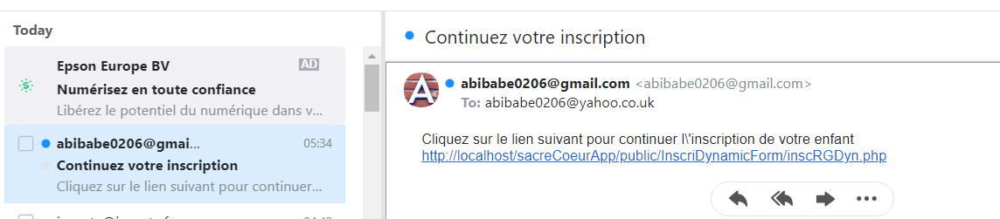 Today
Epson Europe BV
AD
Numérisez en toute confiance
Libérez le potentiel du numérique dans v...
abibabe0206@gmai...
05:34
Continuez votre inscription
Cliquez sur le lien suivant pour continuer...
Continuez votre inscription
A
abibabe0206@gmail.com <abibabe0206@gmail.com>
To: abibabe0206@yahoo.co.uk
Cliquez sur le lien suivant pour continuer l\'inscription de votre enfant
http://localhost/sacreCoeurApp/public/InscriDynamicForm/inscRGDyn.php